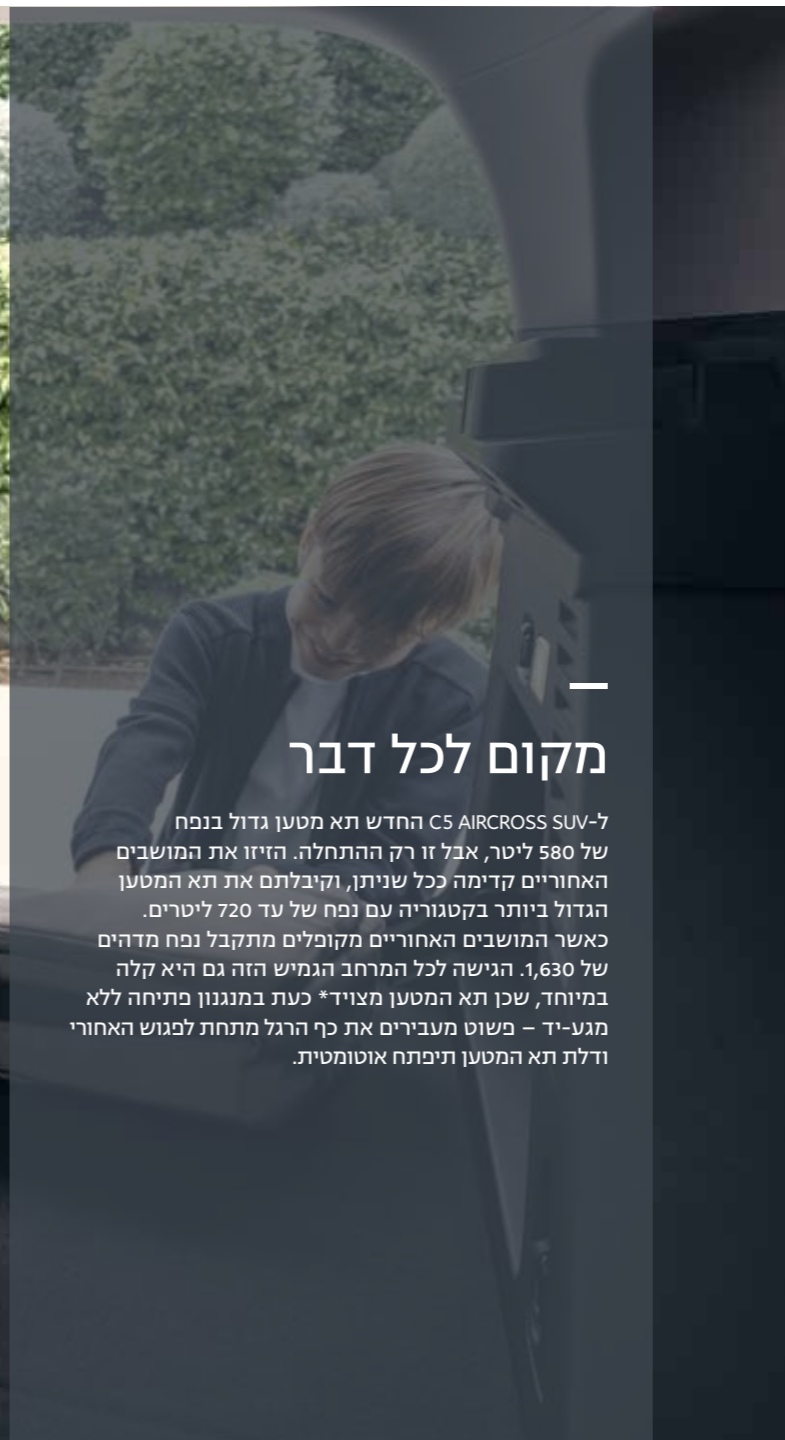 מקום לכל דבר
ל-C5 AIRCROSS SUV החדש תא מטען גדול בנפח
של 580 ליטר, אבל זו רק ההתחלה. הזיזו את המושבים
האחוריים קדימה ככל שניתן, וקיבלתם את תא המטען
הגדול ביותר בקטגוריה עם נפח של עד 720 ליטרים.
כאשר המושבים האחוריים מקופלים מתקבל נפח מדהים
של 1,630. הגישה לכל המרחב הגמיש הזה גם היא קלה
במיוחד, שכן תא המטען מצויד* כעת במנגנון פתיחה ללא
מגע-יד – פשוט מעבירים את כף הרגל מתחת לפגוש האחורי
ודלת תא המטען תיפתח אוטומטית.